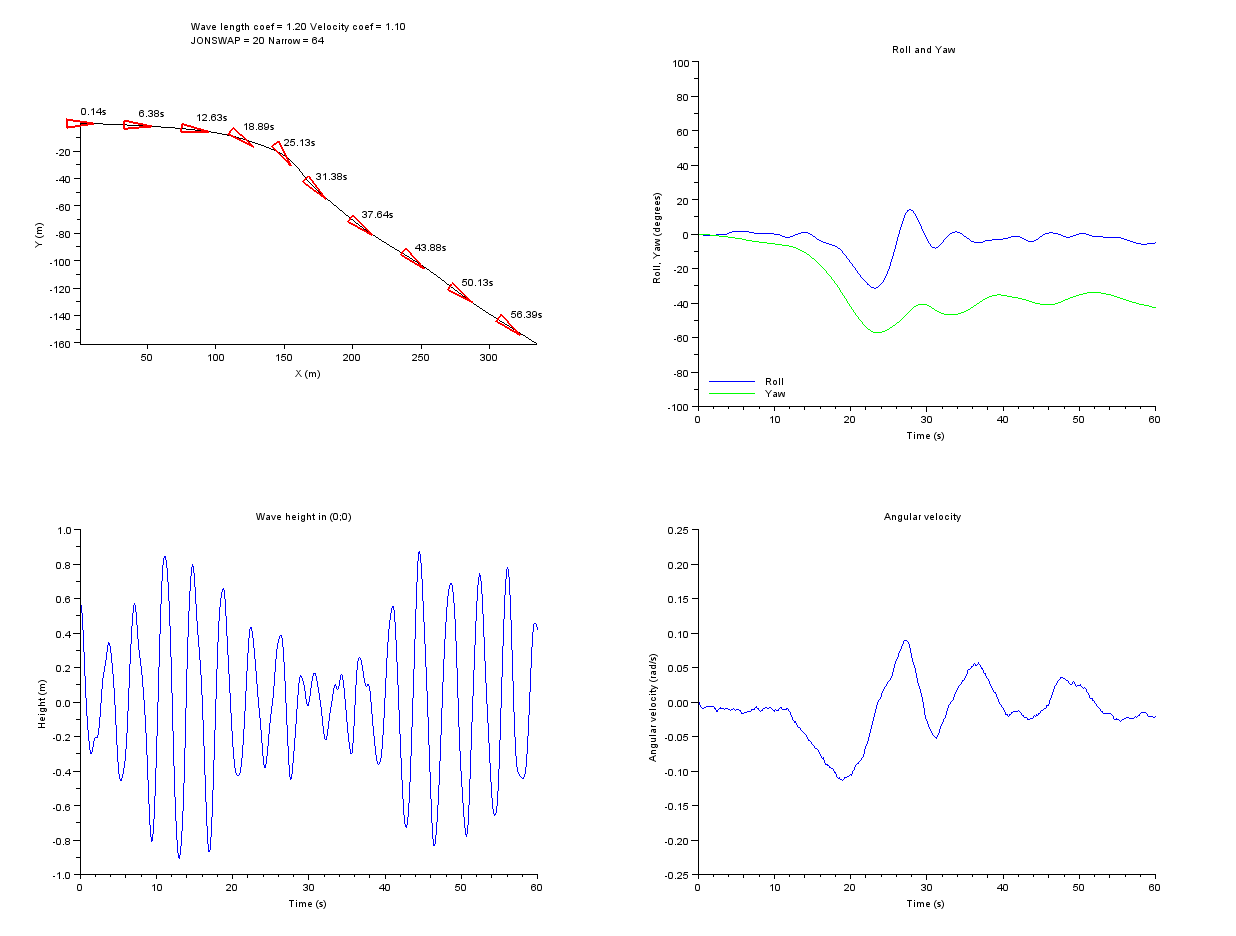 Wave length coef = 1.20 Velocity coef = 1.10
JONSWAP = 20 Narrow = 64
0.14s
6.38s
12.63s
18.89s
25.13s
31.38s
37.64s
43.88s
50.13s
56.39s
-20
-40
-60
-80
-100
-120
-140
-160
Y (m)
50 100 150 200 250 300
X (m)
Roll and Yaw
100
80
60
40
20
0
-20
-40
-60
-80
-100
Roll, Yaw (degrees)
Roll
Yaw
0 10 20 30 40 50 60
Time (s)
Wave height in (0;0)
1.0
0.8
0.6
0.4
0.2
0.0
-0.2
-0.4
-0.6
-0.8
-1.0
Height (m)
0 10 20 30 40 50 60
Time (s)
Angular velocity
0.25
0.20
0.15
0.10
0.05
0.00
-0.05
-0.10
-0.15
-0.20
-0.25
Angular velocity (rad/s)
0 10 20 30 40 50 60
Time (s)